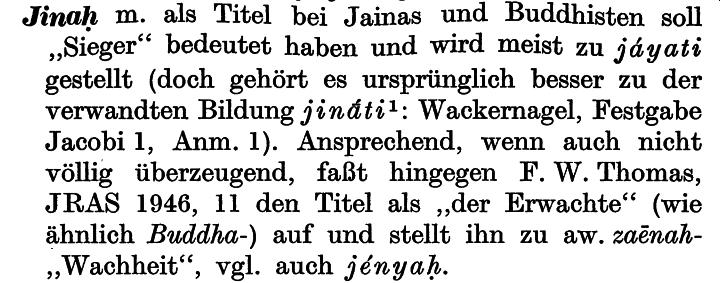 Jinaḥ m. als Titel bei Jainas und Buddhisten soll
„Sieger“ bedeutet haben und wird meist zu jáyati
gestellt (doch gehört es ursprünglich besser zu der
verwandten Bildung jinā́ti¹: Wackernagel, Festgabe
Jacobi 1, Anm. 1). Ansprechend, wenn auch nicht
völlig überzeugend, faßt hingegen F. W. Thomas,
JRAS 1946, 11 den Titel als „der Erwachte“ (wie
ähnlich Buddha-) auf und stellt ihn zu aw. zaēnah-
„Wachheit“, vgl. auch jényaḥ.